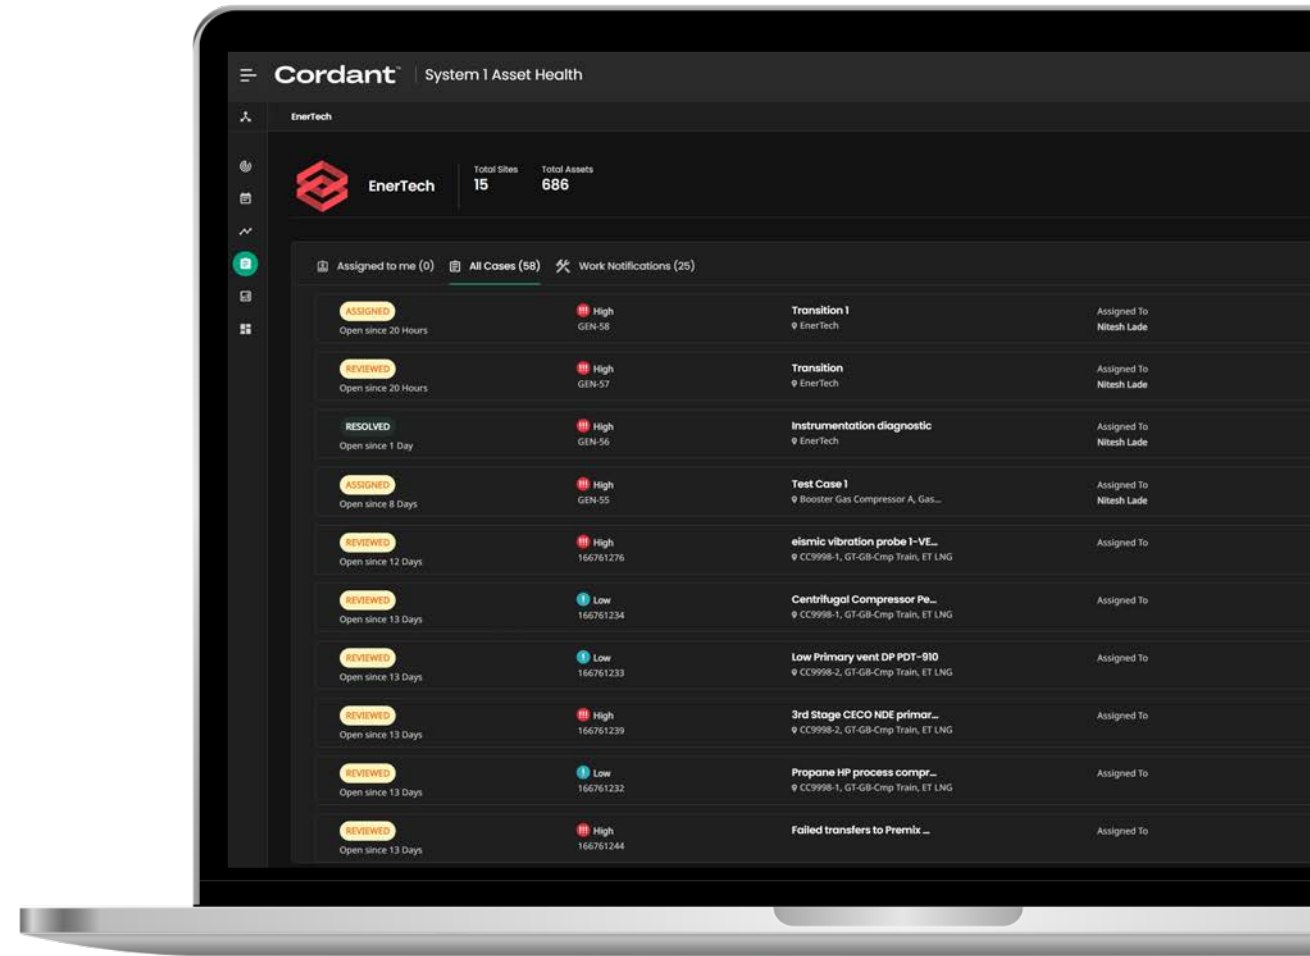 Cordant™ System 1 Asset Health
EnerTech
EnerTech
Total Sites
15
Total Assets
686
Assigned to me (0) All Cases (58) Work Notifications (25)
ASSIGNED
Open since 20 Hours
High
GEN-58
Transition 1
EnerTech
Assigned To
Nitesh Lade
REVIEWED
Open since 20 Hours
High
GEN-57
Transition
EnerTech
Assigned To
Nitesh Lade
RESOLVED
Open since 1 Day
High
GEN-56
Instrumentation diagnostic
EnerTech
Assigned To
Nitesh Lade
ASSIGNED
Open since 8 Days
High
GEN-55
Test Case 1
Booster Gas Compressor A, Gas...
Assigned To
Nitesh Lade
REVIEWED
Open since 12 Days
High
166761276
eismic vibration probe 1-VE...
CC9998-1, GT-GB-Cmp Train, ET LNG
Assigned To
REVIEWED
Open since 13 Days
Low
166761234
Centrifugal Compressor Pe...
CC9998-1, GT-GB-Cmp Train, ET LNG
Assigned To
REVIEWED
Open since 13 Days
Low
166761233
Low Primary vent DP PDT-910
CC9998-2, GT-GB-Cmp Train, ET LNG
Assigned To
REVIEWED
Open since 13 Days
High
166761239
3rd Stage CECO NDE primar...
CC9998-2, GT-GB-Cmp Train, ET LNG
Assigned To
REVIEWED
Open since 13 Days
Low
166761232
Propane HP process compr...
CC9998-1, GT-GB-Cmp Train, ET LNG
Assigned To
REVIEWED
Open since 13 Days
High
166761244
Failed transfers to Premix ...
Assigned To